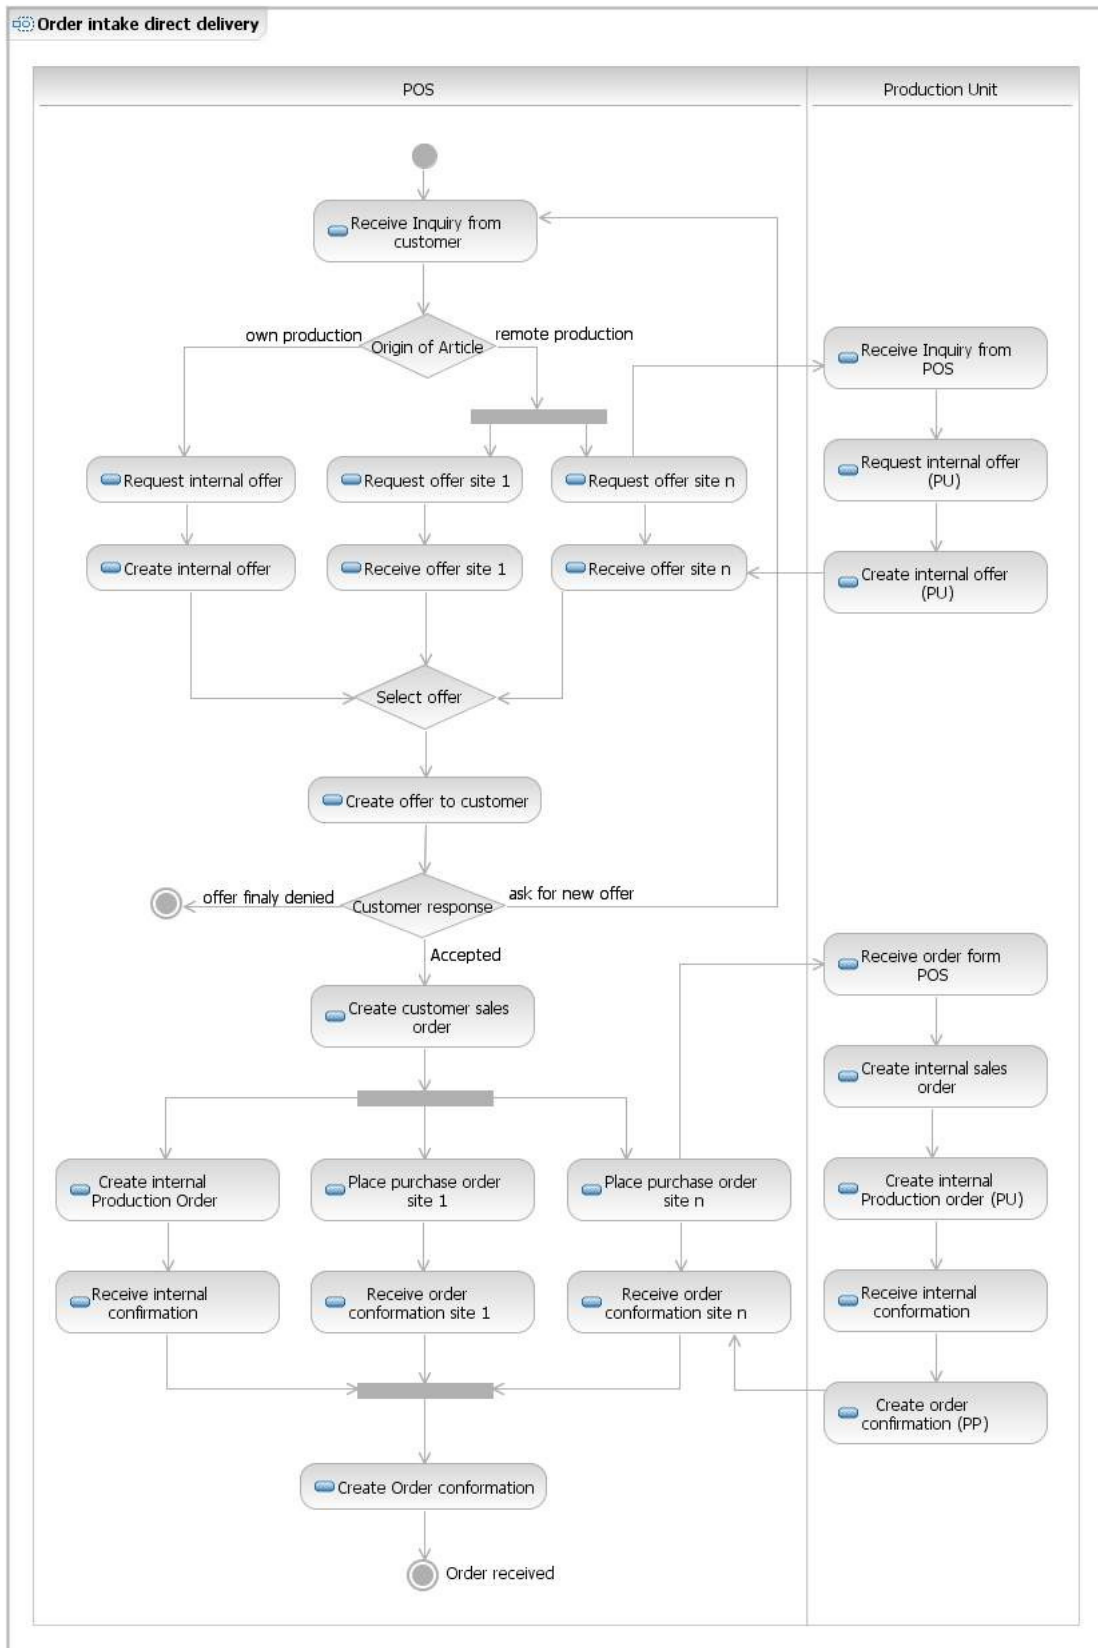 Order intake direct delivery
POS
Production Unit
Receive Inquiry from
customer
own production
Origin of Article
remote production
Receive Inquiry from
POS
Request internal offer
Request offer site 1
Request offer site n
Request internal offer
(PU)
Create internal offer
Receive offer site 1
Receive offer site n
Create internal offer
(PU)
Select offer
Create offer to customer
offer finaly denied
Customer response
ask for new offer
Accepted
Receive order form
POS
Create customer sales
order
Create internal sales
order
Create internal
Production Order
Place purchase order
site 1
Place purchase order
site n
Create internal
Production order (PU)
Receive internal
confirmation
Receive order
conformation site 1
Receive order
conformation site n
Receive internal
conformation
Create order
confirmation (PP)
Create Order conformation
Order received